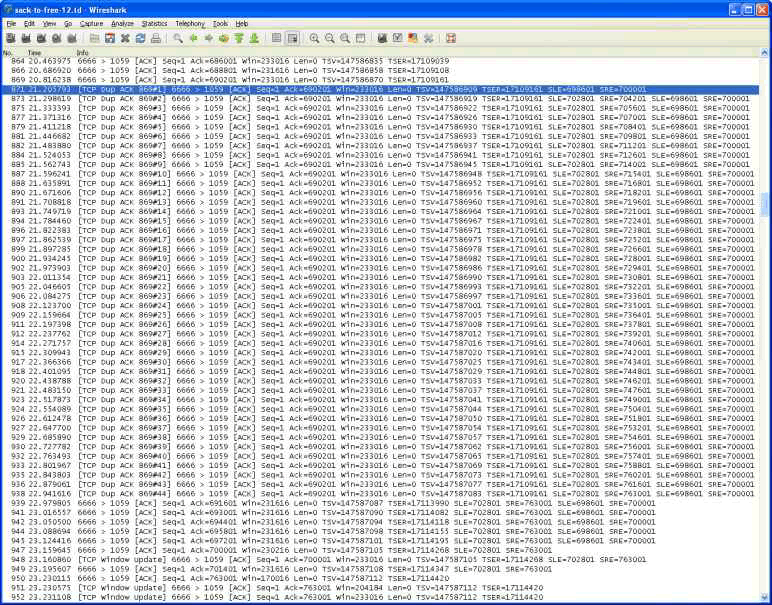 sack-to-free-12.td - Wireshark
File Edit View Go Capture Analyze Statistics Telephony Tools Help
No. Time Info
864 20.463975 6666 > 1059 [ACK] Seq=1 Ack=686001 Win=233016 Len=0 TSV=147586835 TSER=17109039
866 20.686920 6666 > 1059 [ACK] Seq=1 Ack=688801 Win=231616 Len=0 TSV=147586858 TSER=17109108
869 20.816238 6666 > 1059 [ACK] Seq=1 Ack=690201 Win=233016 Len=0 TSV=147586870 TSER=17109161
871 21.205793 [TCP Dup ACK 869#1] 6666 > 1059 [ACK] Seq=1 Ack=690201 Win=233016 Len=0 TSV=147586909 TSER=17109161 SLE=698601 SRE=700001
873 21.298619 [TCP Dup ACK 869#2] 6666 > 1059 [ACK] Seq=1 Ack=690201 Win=233016 Len=0 TSV=147586919 TSER=17109161 SLE=702801 SRE=704201 SLE=698601 SRE=700001
875 21.333393 [TCP Dup ACK 869#3] 6666 > 1059 [ACK] Seq=1 Ack=690201 Win=233016 Len=0 TSV=147586922 TSER=17109161 SLE=702801 SRE=705601 SLE=698601 SRE=700001
877 21.371316 [TCP Dup ACK 869#4] 6666 > 1059 [ACK] Seq=1 Ack=690201 Win=233016 Len=0 TSV=147586926 TSER=17109161 SLE=702801 SRE=707001 SLE=698601 SRE=700001
879 21.411218 [TCP Dup ACK 869#5] 6666 > 1059 [ACK] Seq=1 Ack=690201 Win=233016 Len=0 TSV=147586930 TSER=17109161 SLE=702801 SRE=708401 SLE=698601 SRE=700001
881 21.446682 [TCP Dup ACK 869#6] 6666 > 1059 [ACK] Seq=1 Ack=690201 Win=233016 Len=0 TSV=147586933 TSER=17109161 SLE=702801 SRE=709801 SLE=698601 SRE=700001
882 21.483880 [TCP Dup ACK 869#7] 6666 > 1059 [ACK] Seq=1 Ack=690201 Win=233016 Len=0 TSV=147586937 TSER=17109161 SLE=702801 SRE=711201 SLE=698601 SRE=700001
884 21.524053 [TCP Dup ACK 869#8] 6666 > 1059 [ACK] Seq=1 Ack=690201 Win=233016 Len=0 TSV=147586941 TSER=17109161 SLE=702801 SRE=712601 SLE=698601 SRE=700001
885 21.562743 [TCP Dup ACK 869#9] 6666 > 1059 [ACK] Seq=1 Ack=690201 Win=233016 Len=0 TSV=147586945 TSER=17109161 SLE=702801 SRE=714001 SLE=698601 SRE=700001
887 21.596241 [TCP Dup ACK 869#10] 6666 > 1059 [ACK] Seq=1 Ack=690201 Win=233016 Len=0 TSV=147586948 TSER=17109161 SLE=702801 SRE=715401 SLE=698601 SRE=700001
888 21.635891 [TCP Dup ACK 869#11] 6666 > 1059 [ACK] Seq=1 Ack=690201 Win=233016 Len=0 TSV=147586952 TSER=17109161 SLE=702801 SRE=716801 SLE=698601 SRE=700001
890 21.671606 [TCP Dup ACK 869#12] 6666 > 1059 [ACK] Seq=1 Ack=690201 Win=233016 Len=0 TSV=147586956 TSER=17109161 SLE=702801 SRE=718201 SLE=698601 SRE=700001
891 21.708818 [TCP Dup ACK 869#13] 6666 > 1059 [ACK] Seq=1 Ack=690201 Win=233016 Len=0 TSV=147586960 TSER=17109161 SLE=702801 SRE=719601 SLE=698601 SRE=700001
893 21.749719 [TCP Dup ACK 869#14] 6666 > 1059 [ACK] Seq=1 Ack=690201 Win=233016 Len=0 TSV=147586964 TSER=17109161 SLE=702801 SRE=721001 SLE=698601 SRE=700001
894 21.784460 [TCP Dup ACK 869#15] 6666 > 1059 [ACK] Seq=1 Ack=690201 Win=233016 Len=0 TSV=147586967 TSER=17109161 SLE=702801 SRE=722401 SLE=698601 SRE=700001
896 21.822383 [TCP Dup ACK 869#16] 6666 > 1059 [ACK] Seq=1 Ack=690201 Win=233016 Len=0 TSV=147586971 TSER=17109161 SLE=702801 SRE=723801 SLE=698601 SRE=700001
897 21.862539 [TCP Dup ACK 869#17] 6666 > 1059 [ACK] Seq=1 Ack=690201 Win=233016 Len=0 TSV=147586975 TSER=17109161 SLE=702801 SRE=725201 SLE=698601 SRE=700001
899 21.897285 [TCP Dup ACK 869#18] 6666 > 1059 [ACK] Seq=1 Ack=690201 Win=233016 Len=0 TSV=147586978 TSER=17109161 SLE=702801 SRE=726601 SLE=698601 SRE=700001
900 21.934245 [TCP Dup ACK 869#19] 6666 > 1059 [ACK] Seq=1 Ack=690201 Win=233016 Len=0 TSV=147586982 TSER=17109161 SLE=702801 SRE=728001 SLE=698601 SRE=700001
902 21.973903 [TCP Dup ACK 869#20] 6666 > 1059 [ACK] Seq=1 Ack=690201 Win=233016 Len=0 TSV=147586986 TSER=17109161 SLE=702801 SRE=729401 SLE=698601 SRE=700001
903 22.011354 [TCP Dup ACK 869#21] 6666 > 1059 [ACK] Seq=1 Ack=690201 Win=233016 Len=0 TSV=147586990 TSER=17109161 SLE=702801 SRE=730801 SLE=698601 SRE=700001
905 22.046605 [TCP Dup ACK 869#22] 6666 > 1059 [ACK] Seq=1 Ack=690201 Win=233016 Len=0 TSV=147586993 TSER=17109161 SLE=702801 SRE=732201 SLE=698601 SRE=700001
906 22.084275 [TCP Dup ACK 869#23] 6666 > 1059 [ACK] Seq=1 Ack=690201 Win=233016 Len=0 TSV=147586997 TSER=17109161 SLE=702801 SRE=733601 SLE=698601 SRE=700001
908 22.123700 [TCP Dup ACK 869#24] 6666 > 1059 [ACK] Seq=1 Ack=690201 Win=233016 Len=0 TSV=147587001 TSER=17109161 SLE=702801 SRE=735001 SLE=698601 SRE=700001
909 22.159664 [TCP Dup ACK 869#25] 6666 > 1059 [ACK] Seq=1 Ack=690201 Win=233016 Len=0 TSV=147587005 TSER=17109161 SLE=702801 SRE=736401 SLE=698601 SRE=700001
911 22.197398 [TCP Dup ACK 869#26] 6666 > 1059 [ACK] Seq=1 Ack=690201 Win=233016 Len=0 TSV=147587008 TSER=17109161 SLE=702801 SRE=737801 SLE=698601 SRE=700001
912 22.237762 [TCP Dup ACK 869#27] 6666 > 1059 [ACK] Seq=1 Ack=690201 Win=233016 Len=0 TSV=147587012 TSER=17109161 SLE=702801 SRE=739201 SLE=698601 SRE=700001
914 22.271757 [TCP Dup ACK 869#28] 6666 > 1059 [ACK] Seq=1 Ack=690201 Win=233016 Len=0 TSV=147587016 TSER=17109161 SLE=702801 SRE=740601 SLE=698601 SRE=700001
915 22.309943 [TCP Dup ACK 869#29] 6666 > 1059 [ACK] Seq=1 Ack=690201 Win=233016 Len=0 TSV=147587020 TSER=17109161 SLE=702801 SRE=742001 SLE=698601 SRE=700001
917 22.366366 [TCP Dup ACK 869#30] 6666 > 1059 [ACK] Seq=1 Ack=690201 Win=233016 Len=0 TSV=147587025 TSER=17109161 SLE=702801 SRE=743401 SLE=698601 SRE=700001
918 22.401095 [TCP Dup ACK 869#31] 6666 > 1059 [ACK] Seq=1 Ack=690201 Win=233016 Len=0 TSV=147587029 TSER=17109161 SLE=702801 SRE=744801 SLE=698601 SRE=700001
920 22.438788 [TCP Dup ACK 869#32] 6666 > 1059 [ACK] Seq=1 Ack=690201 Win=233016 Len=0 TSV=147587033 TSER=17109161 SLE=702801 SRE=746201 SLE=698601 SRE=700001
921 22.483150 [TCP Dup ACK 869#33] 6666 > 1059 [ACK] Seq=1 Ack=690201 Win=233016 Len=0 TSV=147587037 TSER=17109161 SLE=702801 SRE=747601 SLE=698601 SRE=700001
923 22.517873 [TCP Dup ACK 869#34] 6666 > 1059 [ACK] Seq=1 Ack=690201 Win=233016 Len=0 TSV=147587041 TSER=17109161 SLE=702801 SRE=749001 SLE=698601 SRE=700001
924 22.554089 [TCP Dup ACK 869#35] 6666 > 1059 [ACK] Seq=1 Ack=690201 Win=233016 Len=0 TSV=147587044 TSER=17109161 SLE=702801 SRE=750401 SLE=698601 SRE=700001
926 22.612478 [TCP Dup ACK 869#36] 6666 > 1059 [ACK] Seq=1 Ack=690201 Win=233016 Len=0 TSV=147587050 TSER=17109161 SLE=702801 SRE=751801 SLE=698601 SRE=700001
927 22.647700 [TCP Dup ACK 869#37] 6666 > 1059 [ACK] Seq=1 Ack=690201 Win=233016 Len=0 TSV=147587054 TSER=17109161 SLE=702801 SRE=753201 SLE=698601 SRE=700001
929 22.685890 [TCP Dup ACK 869#38] 6666 > 1059 [ACK] Seq=1 Ack=690201 Win=233016 Len=0 TSV=147587057 TSER=17109161 SLE=702801 SRE=754601 SLE=698601 SRE=700001
930 22.727782 [TCP Dup ACK 869#39] 6666 > 1059 [ACK] Seq=1 Ack=690201 Win=233016 Len=0 TSV=147587062 TSER=17109161 SLE=702801 SRE=756001 SLE=698601 SRE=700001
932 22.763493 [TCP Dup ACK 869#40] 6666 > 1059 [ACK] Seq=1 Ack=690201 Win=233016 Len=0 TSV=147587065 TSER=17109161 SLE=702801 SRE=757401 SLE=698601 SRE=700001
933 22.801967 [TCP Dup ACK 869#41] 6666 > 1059 [ACK] Seq=1 Ack=690201 Win=233016 Len=0 TSV=147587069 TSER=17109161 SLE=702801 SRE=758801 SLE=698601 SRE=700001
935 22.843803 [TCP Dup ACK 869#42] 6666 > 1059 [ACK] Seq=1 Ack=690201 Win=233016 Len=0 TSV=147587073 TSER=17109161 SLE=702801 SRE=760201 SLE=698601 SRE=700001
936 22.879061 [TCP Dup ACK 869#43] 6666 > 1059 [ACK] Seq=1 Ack=690201 Win=233016 Len=0 TSV=147587077 TSER=17109161 SLE=702801 SRE=761601 SLE=698601 SRE=700001
938 22.941616 [TCP Dup ACK 869#44] 6666 > 1059 [ACK] Seq=1 Ack=690201 Win=233016 Len=0 TSV=147587083 TSER=17109161 SLE=702801 SRE=763001 SLE=698601 SRE=700001
939 22.979805 6666 > 1059 [ACK] Seq=1 Ack=691601 Win=231616 Len=0 TSV=147587087 TSER=17113990 SLE=702801 SRE=763001 SLE=698601 SRE=700001
941 23.016557 6666 > 1059 [ACK] Seq=1 Ack=693001 Win=231616 Len=0 TSV=147587090 TSER=17114082 SLE=702801 SRE=763001 SLE=698601 SRE=700001
942 23.050500 6666 > 1059 [ACK] Seq=1 Ack=694401 Win=231616 Len=0 TSV=147587094 TSER=17114118 SLE=702801 SRE=763001 SLE=698601 SRE=700001
944 23.088694 6666 > 1059 [ACK] Seq=1 Ack=695801 Win=231616 Len=0 TSV=147587098 TSER=17114155 SLE=702801 SRE=763001 SLE=698601 SRE=700001
945 23.124416 6666 > 1059 [ACK] Seq=1 Ack=697201 Win=231616 Len=0 TSV=147587101 TSER=17114195 SLE=702801 SRE=763001 SLE=698601 SRE=700001
947 23.159645 6666 > 1059 [ACK] Seq=1 Ack=700001 Win=230216 Len=0 TSV=147587105 TSER=17114268 SLE=702801 SRE=763001
948 23.160860 [TCP Window Update] 6666 > 1059 [ACK] Seq=1 Ack=700001 Win=233016 Len=0 TSV=147587105 TSER=17114268 SLE=702801 SRE=763001
949 23.195607 6666 > 1059 [ACK] Seq=1 Ack=701401 Win=231616 Len=0 TSV=147587108 TSER=17114347 SLE=702801 SRE=763001
950 23.230115 6666 > 1059 [ACK] Seq=1 Ack=763001 Win=170016 Len=0 TSV=147587112 TSER=17114420
951 23.230575 [TCP Window Update] 6666 > 1059 [ACK] Seq=1 Ack=763001 Win=204184 Len=0 TSV=147587112 TSER=17114420
952 23.231108 [TCP Window Update] 6666 > 1059 [ACK] Seq=1 Ack=763001 Win=233016 Len=0 TSV=147587112 TSER=17114420